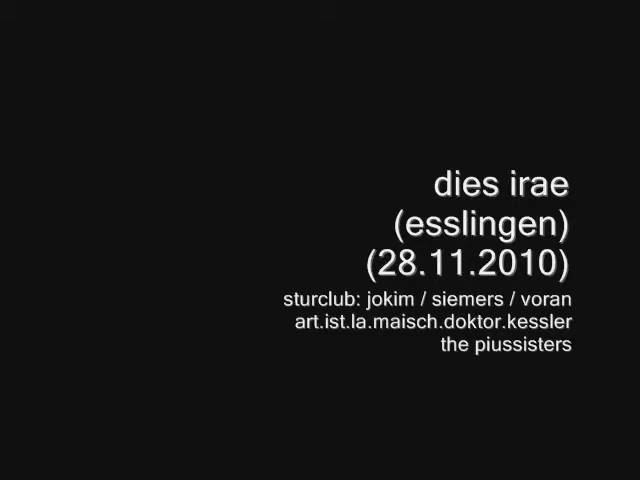 dies irae
(esslingen)
(28.11.2010)
sturclub: jokim / siemers / voran
art.ist.la.maisch.doktor.kessler
the piussisters